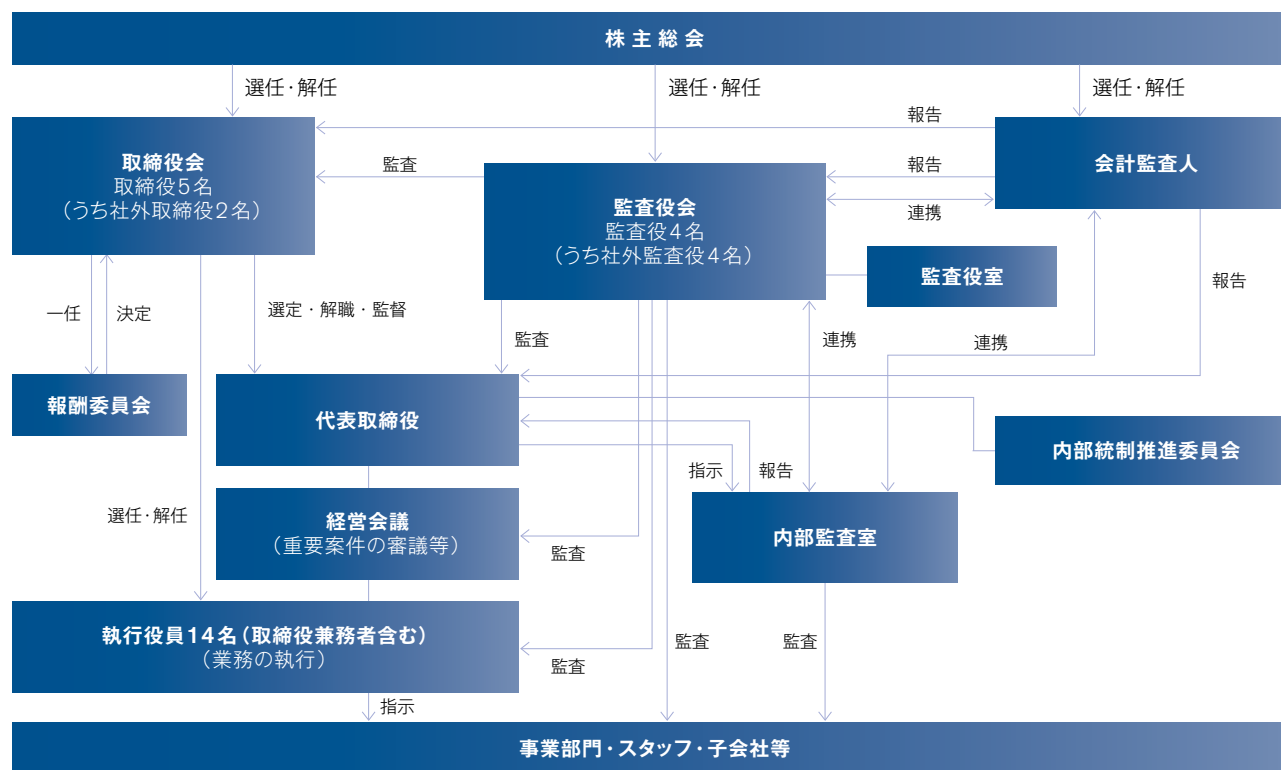 株主総会
選任・解任
選任・解任
選任・解任
報告
取締役会
取締役5名
（うち社外取締役2名）
監査
監査役会
監査役4名
（うち社外監査役4名）
報告
連携
会計監査人
監査役室
報告
一任
決定
選定・解職・監督
監査
連携
連携
報酬委員会
代表取締役
内部統制推進委員会
指示
報告
選任・解任
経営会議
（重要案件の審議等）
監査
内部監査室
執行役員14名（取締役兼務者含む）
（業務の執行）
監査
監査
監査
指示
事業部門・スタッフ・子会社等